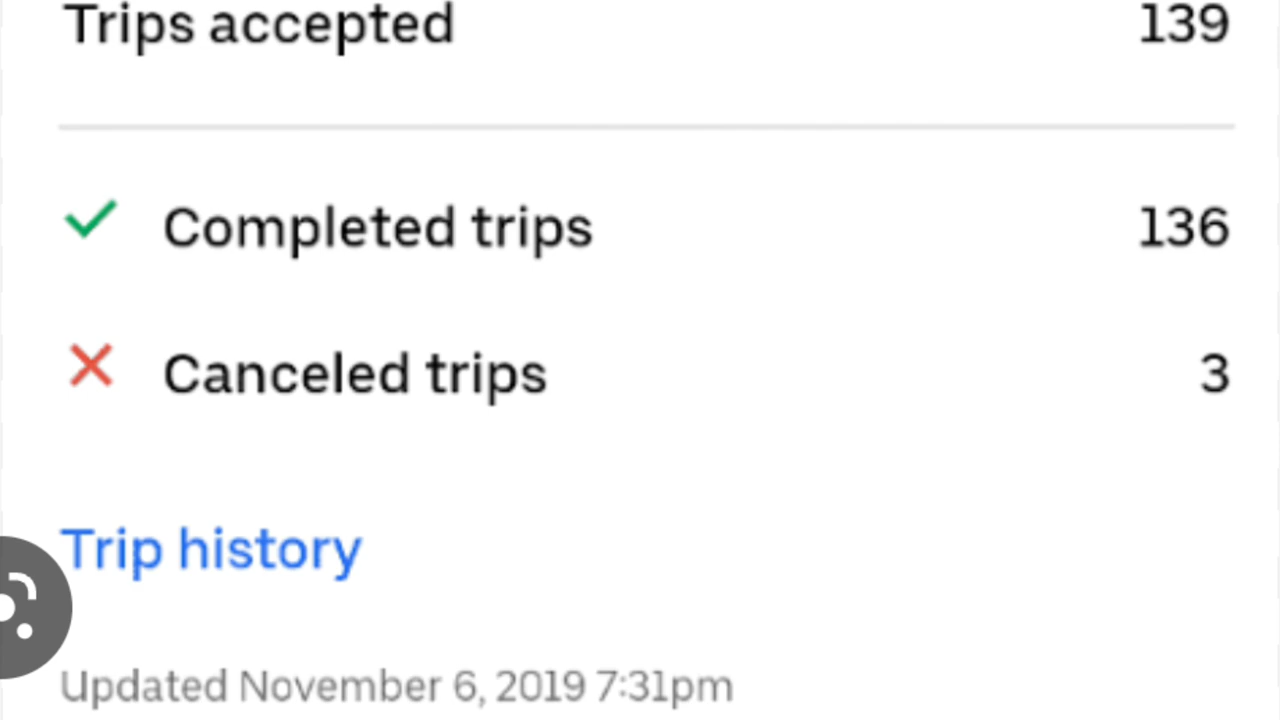 Trips accepted 139
Completed trips 136
Canceled trips 3
Trip history
Updated November 6, 2019 7:31pm